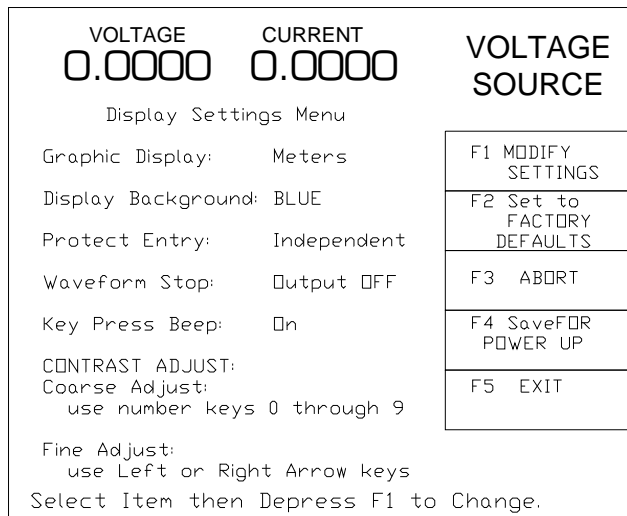 VOLTAGE CURRENT
0.0000 0.0000
VOLTAGE
SOURCE
Display Settings Menu
Graphic Display: Meters
Display Background: BLUE
Protect Entry: Independent
Waveform Stop: Output OFF
Key Press Beep: On
CONTRAST ADJUST:
Coarse Adjust:
use number keys 0 through 9
Fine Adjust:
use Left or Right Arrow keys
F1 MODIFY
SETTINGS
F2 Set to
FACTORY
DEFAULTS
F3 ABORT
F4 SaveFOR
POWER UP
F5 EXIT
Select Item then Depress F1 to Change.